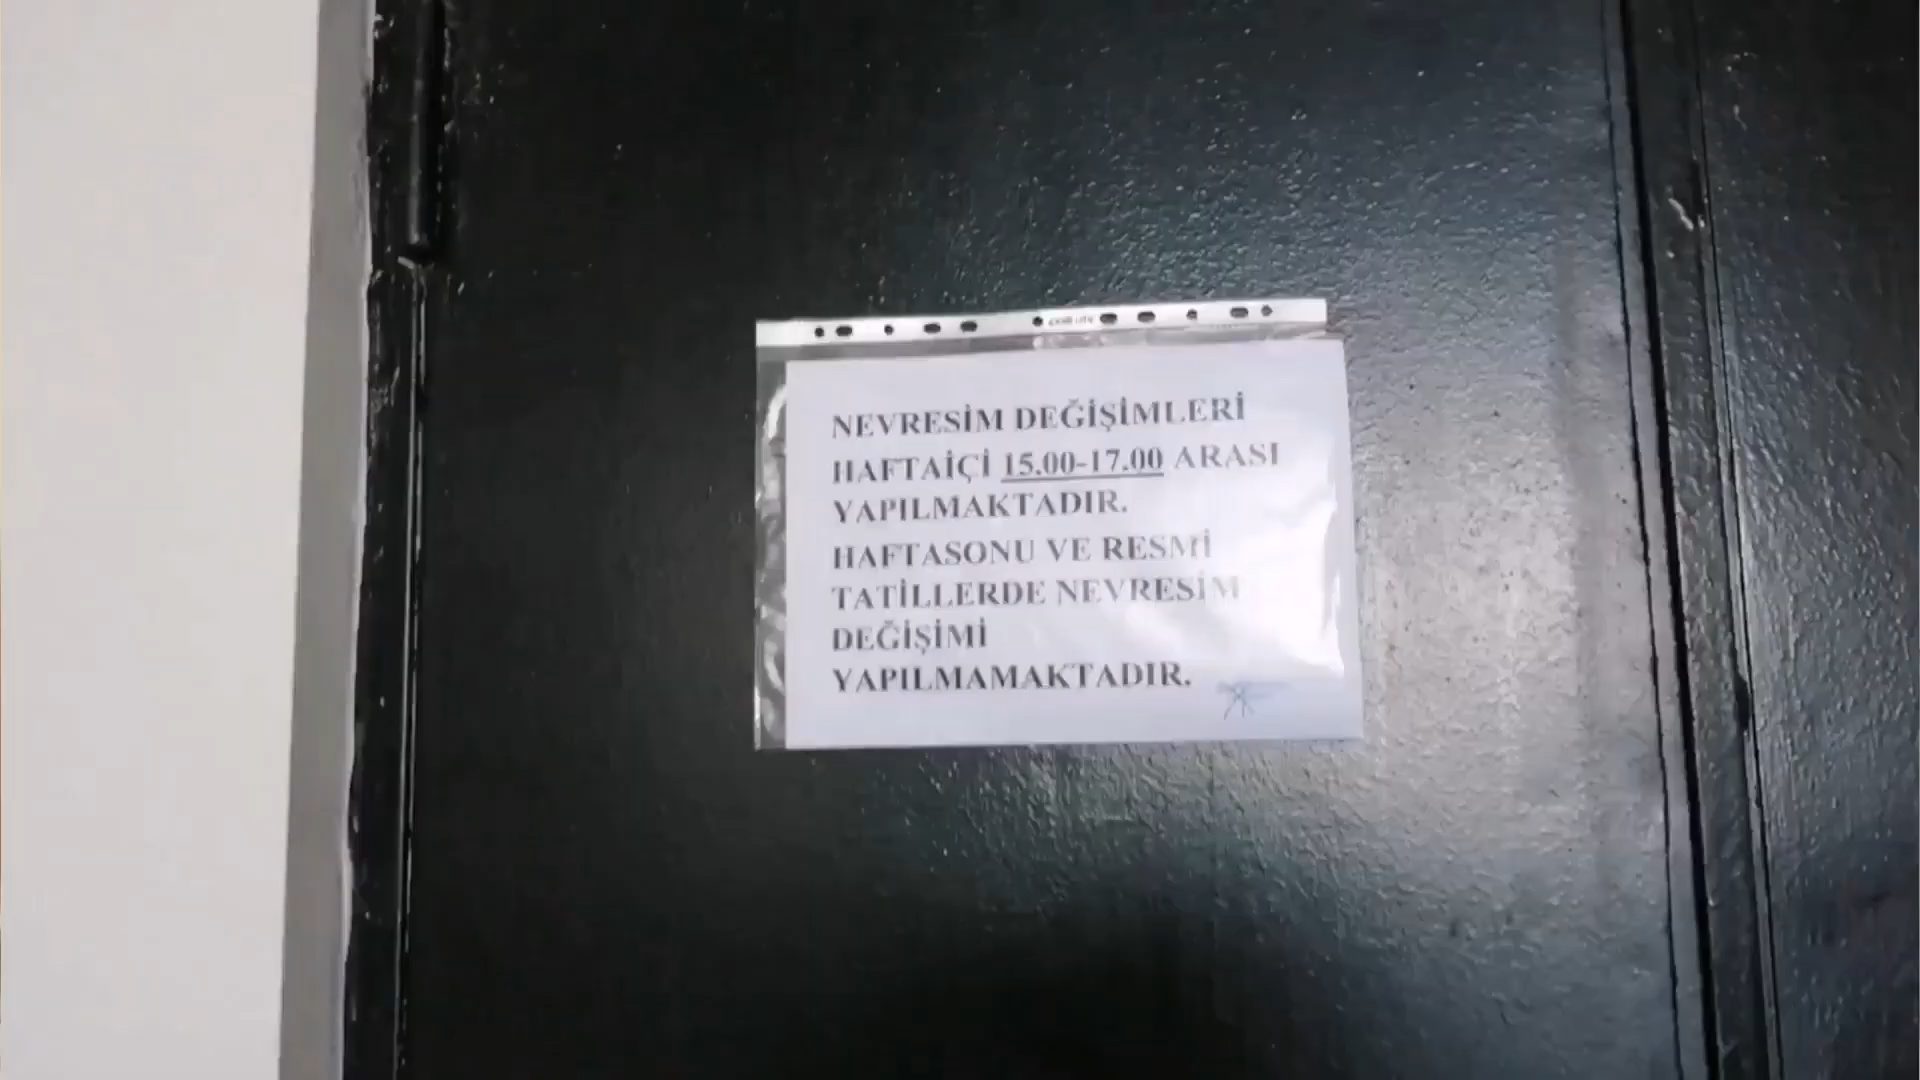 NEVRESİM DEĞİŞİMLERİ
HAFTAİÇİ 15.00-17.00 ARASI
YAPILMAKTADIR.
HAFTASONU VE RESMİ
TATİLLERDE NEVRESİM
DEĞİŞİMİ
YAPILMAMAKTADIR.